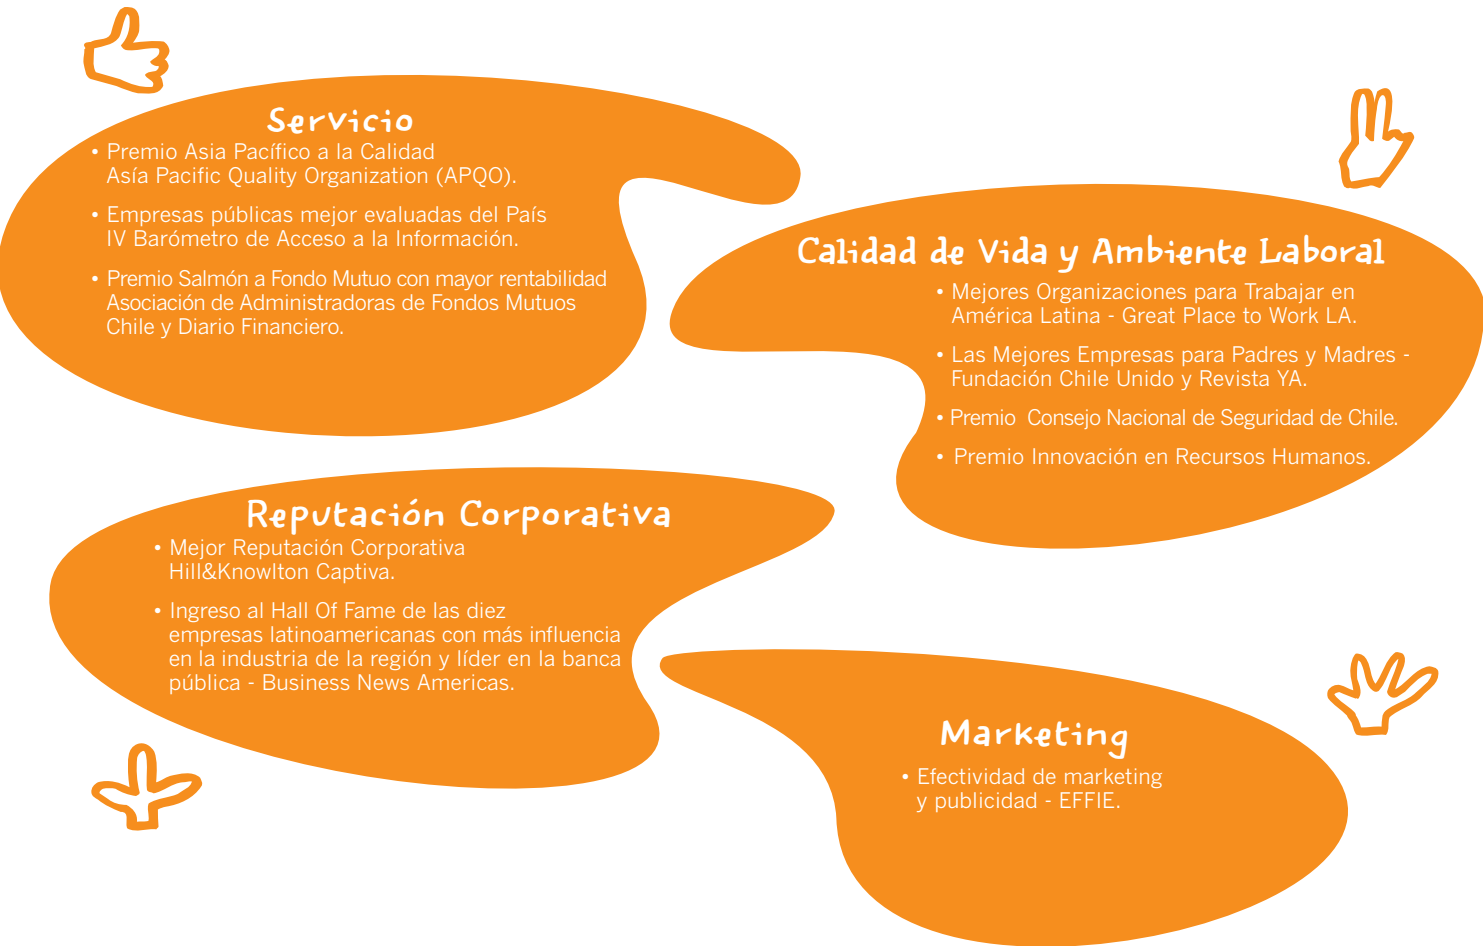 Servicio
• Premio Asia Pacífico a la Calidad
Asía Pacific Quality Organization (APQO).
• Empresas públicas mejor evaluadas del País
IV Barómetro de Acceso a la Información.
• Premio Salmón a Fondo Mutuo con mayor rentabilidad
Asociación de Administradoras de Fondos Mutuos
Chile y Diario Financiero.
Calidad de Vida y Ambiente Laboral
• Mejores Organizaciones para Trabajar en
América Latina - Great Place to Work LA.
• Las Mejores Empresas para Padres y Madres -
Fundación Chile Unido y Revista YA.
• Premio Consejo Nacional de Seguridad de Chile.
• Premio Innovación en Recursos Humanos.
Reputación Corporativa
• Mejor Reputación Corporativa
Hill&Knowlton Captiva.
• Ingreso al Hall Of Fame de las diez
empresas latinoamericanas con más influencia
en la industria de la región y líder en la banca
pública - Business News Americas.
Marketing
• Efectividad de marketing
y publicidad - EFFIE.